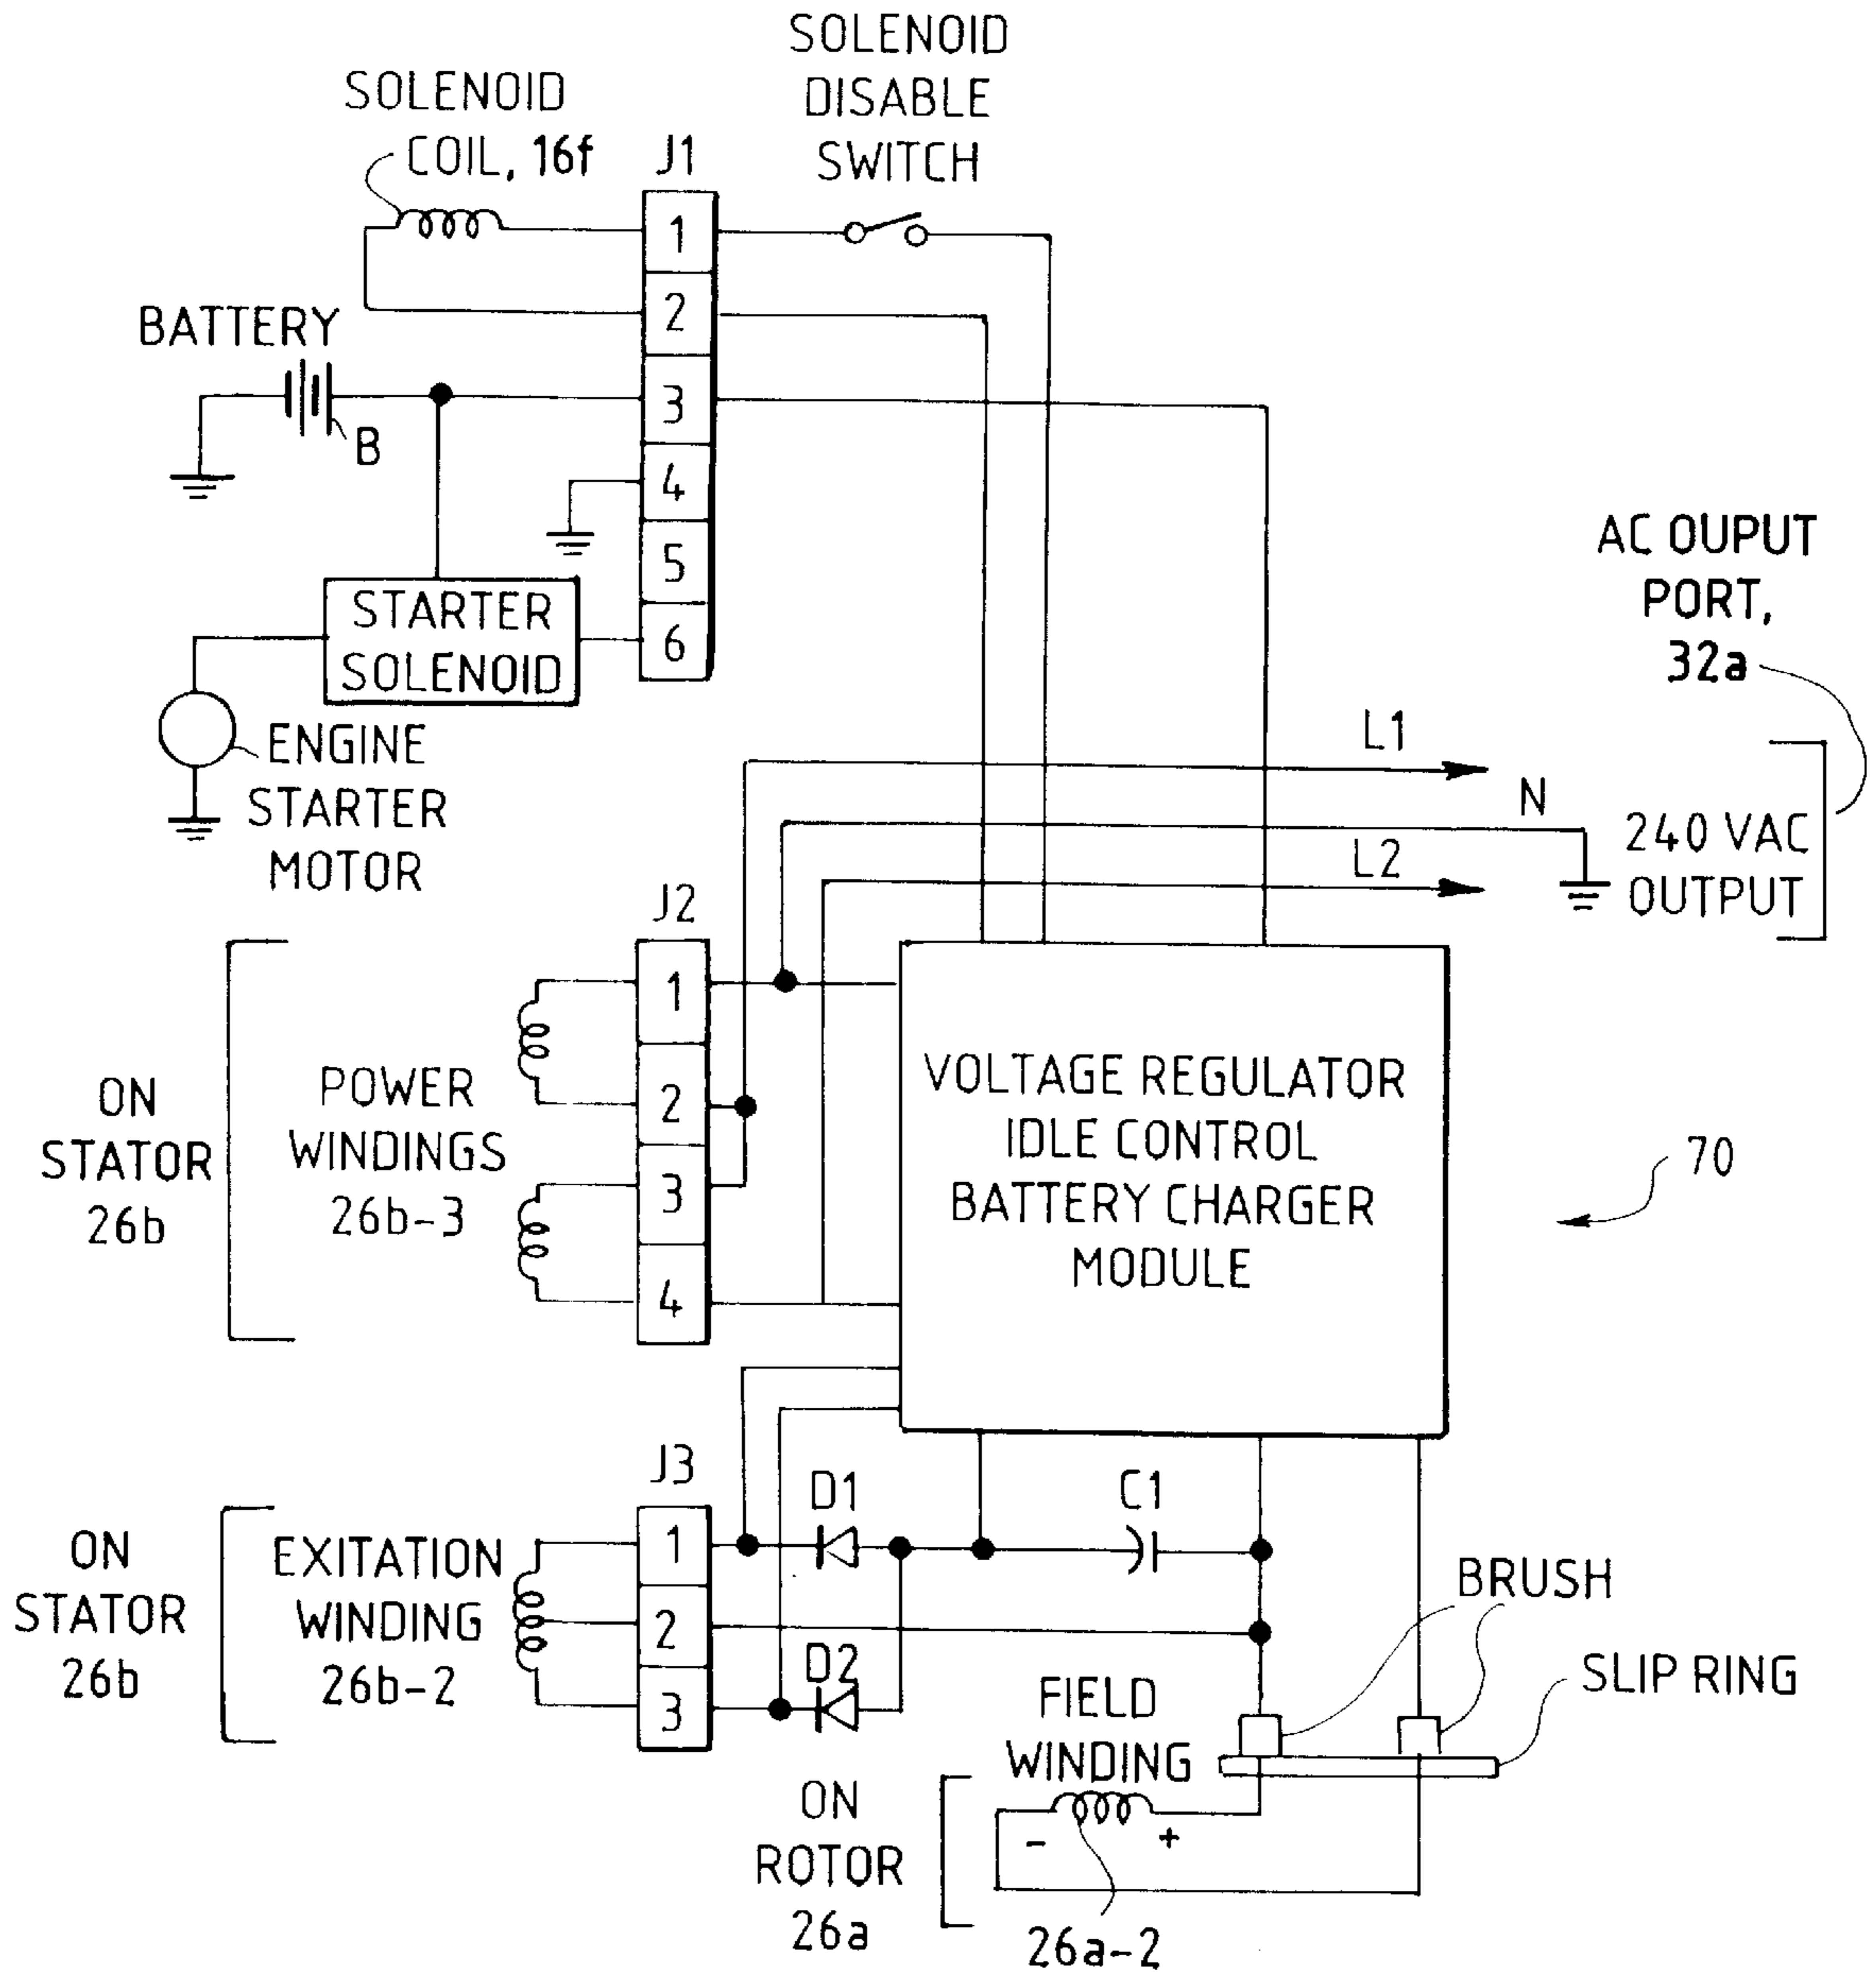 SOLENOID
DISABLE
SWITCH
SOLENOID
COIL, 16f
J1
1
2
3
4
5
6
BATTERY
B
STARTER
SOLENOID
ENGINE
STARTER
MOTOR
AC OUPUT
PORT,
32a
L1
N
L2
240 VAC
OUTPUT
J2
1
2
3
4
ON
STATOR
26b
POWER
WINDINGS
26b-3
VOLTAGE REGULATOR
IDLE CONTROL
BATTERY CHARGER
MODULE
70
J3
1
2
3
ON
STATOR
26b
EXITATION
WINDING
26b-2
D1
C1
D2
BRUSH
SLIP RING
FIELD
WINDING
- +
ON
ROTOR
26a
26a-2